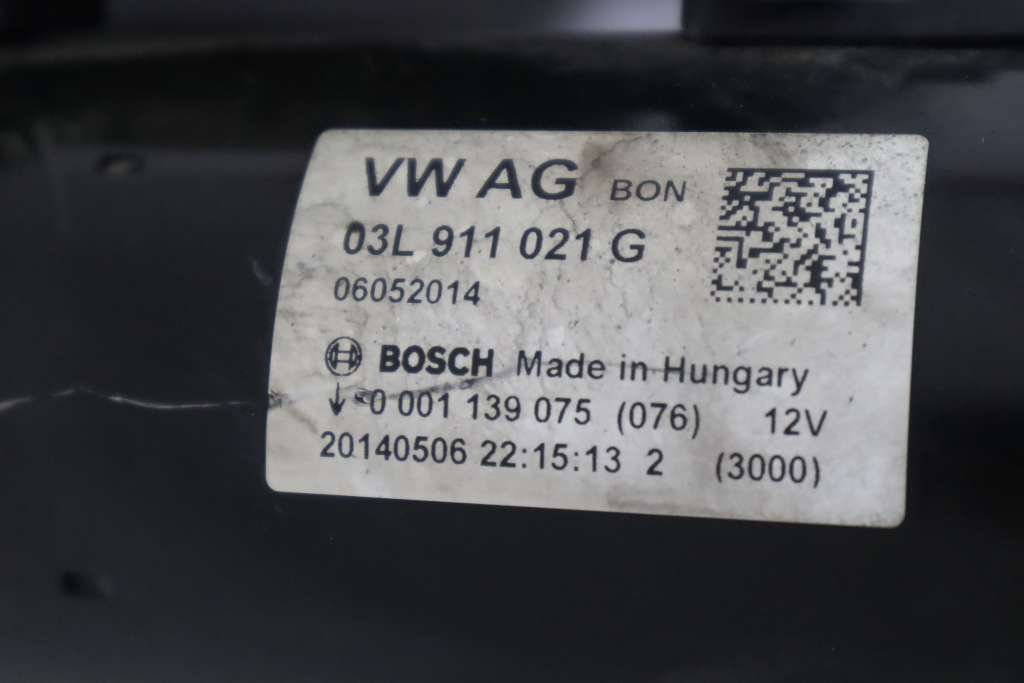 VW AG BON
03L 911 021 G
06052014
BOSCH Made in Hungary
↓ 0 001 139 075 (076) 12V
20140506 22:15:13 2 (3000)